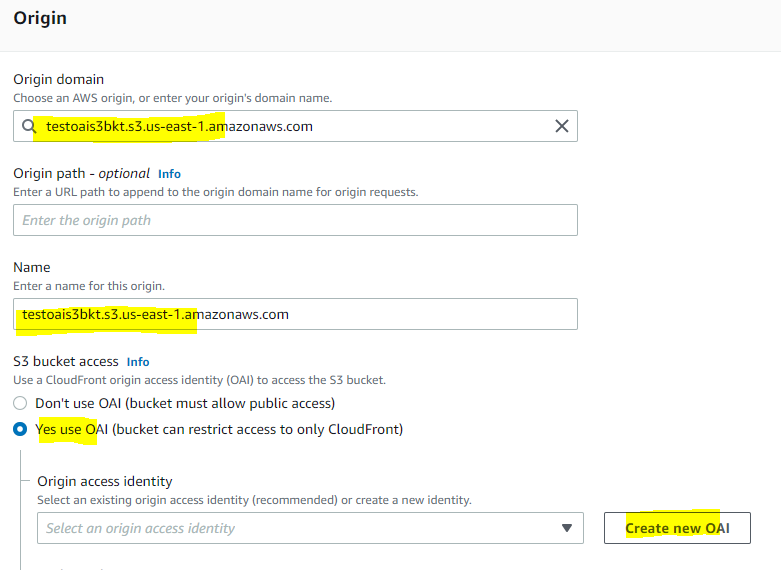 Origin
Origin domain
Choose an AWS origin, or enter your origin's domain name.
testoais3bkt.s3.us-east-1.amazonaws.com
Origin path - optional Info
Enter a URL path to append to the origin domain name for origin requests.
Enter the origin path
Name
Enter a name for this origin.
testoais3bkt.s3.us-east-1.amazonaws.com
S3 bucket access Info
Use a CloudFront origin access identity (OAI) to access the S3 bucket.
Don't use OAI (bucket must allow public access)
Yes use OAI (bucket can restrict access to only CloudFront)
Origin access identity
Select an existing origin access identity (recommended) or create a new identity.
Select an origin access identity
Create new OAI